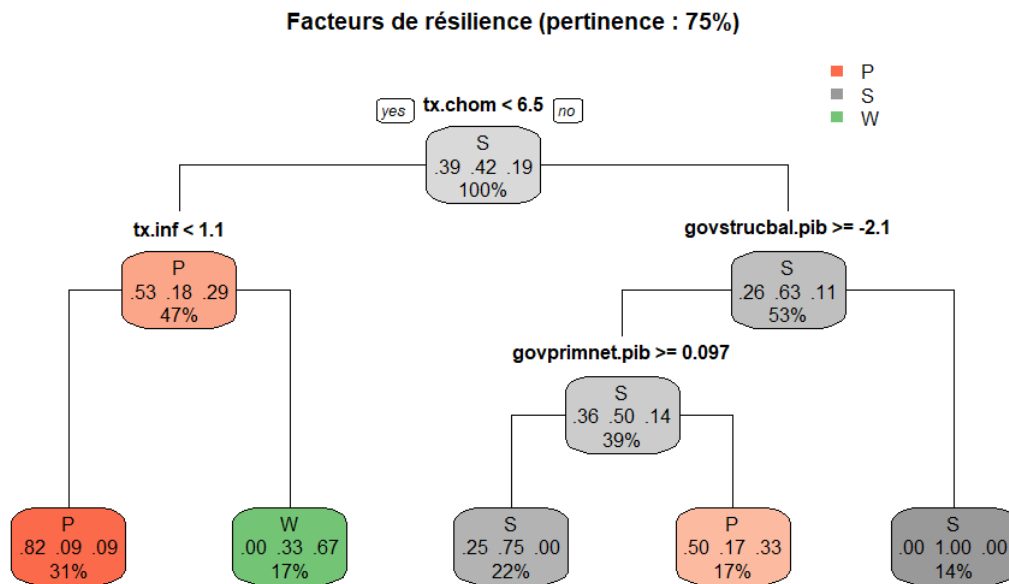 Facteurs de résilience (pertinence : 75%)
P
S
W
yes tx.chom < 6.5 no
S
.39 .42 .19
100%
tx.inf < 1.1
govstrucbal.pib >= -2.1
P
.53 .18 .29
47%
S
.26 .63 .11
53%
govprimnet.pib >= 0.097
S
.36 .50 .14
39%
P
.82 .09 .09
31%
W
.00 .33 .67
17%
S
.25 .75 .00
22%
P
.50 .17 .33
17%
S
.00 1.00 .00
14%